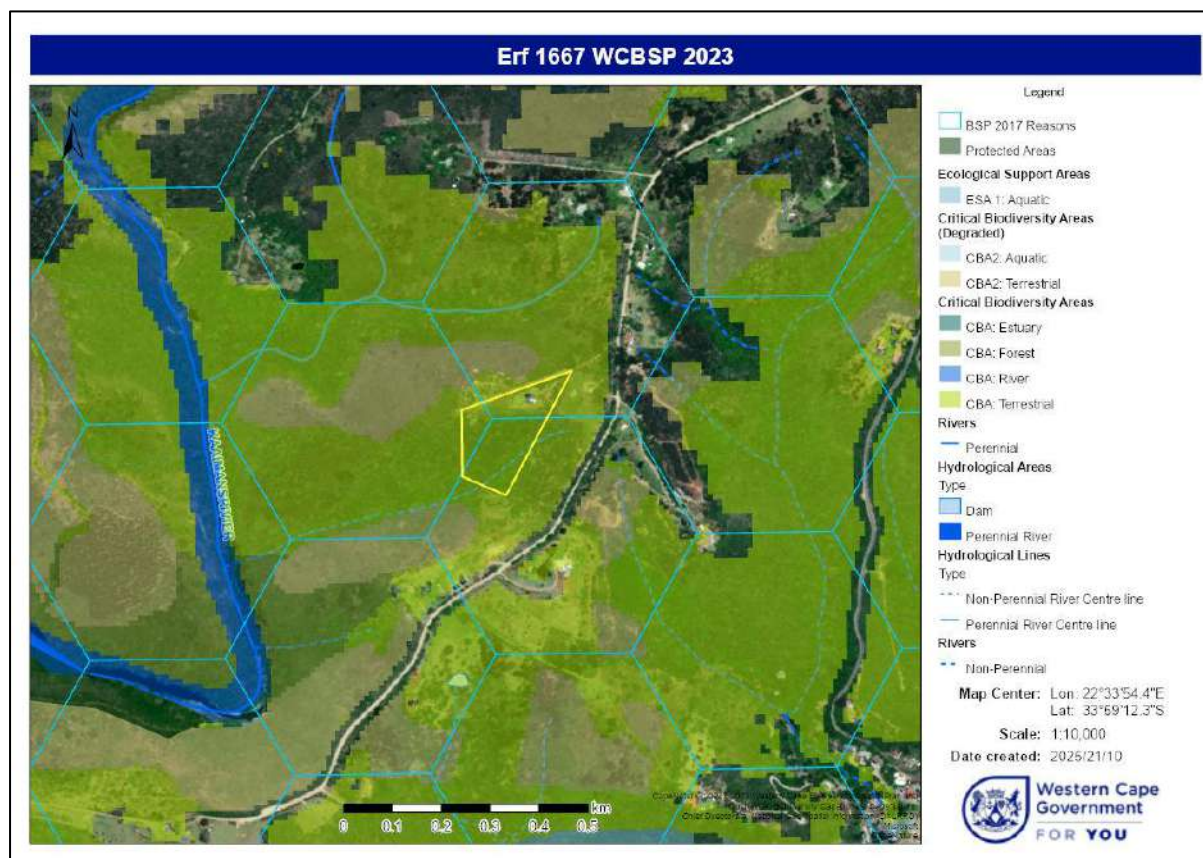 Erf 1667 WCBSP 2023
N
KAAIMANSRIVIER
km
0 0.1 0.2 0.3 0.4 0.5
Legend
BSP 2017 Reasons
Protected Areas
Ecological Support Areas
ESA 1: Aquatic
Critical Biodiversity Areas
(Degraded)
CBA2: Aquatic
CBA2: Terrestrial
Critical Biodiversity Areas
CBA: Estuary
CBA: Forest
CBA: River
CBA: Terrestrial
Rivers
Perennial
Hydrological Areas
Type
Dam
Perennial River
Hydrological Lines
Type
Non-Perennial River Centre line
Perennial River Centre line
Rivers
Non-Perennial
Map Center: Lon: 22°33'54.4"E
Lat: 33°59'12.3"S
Scale: 1:10,000
Date created: 2025/21/10
Western Cape
Government
FOR YOU
Microsoft